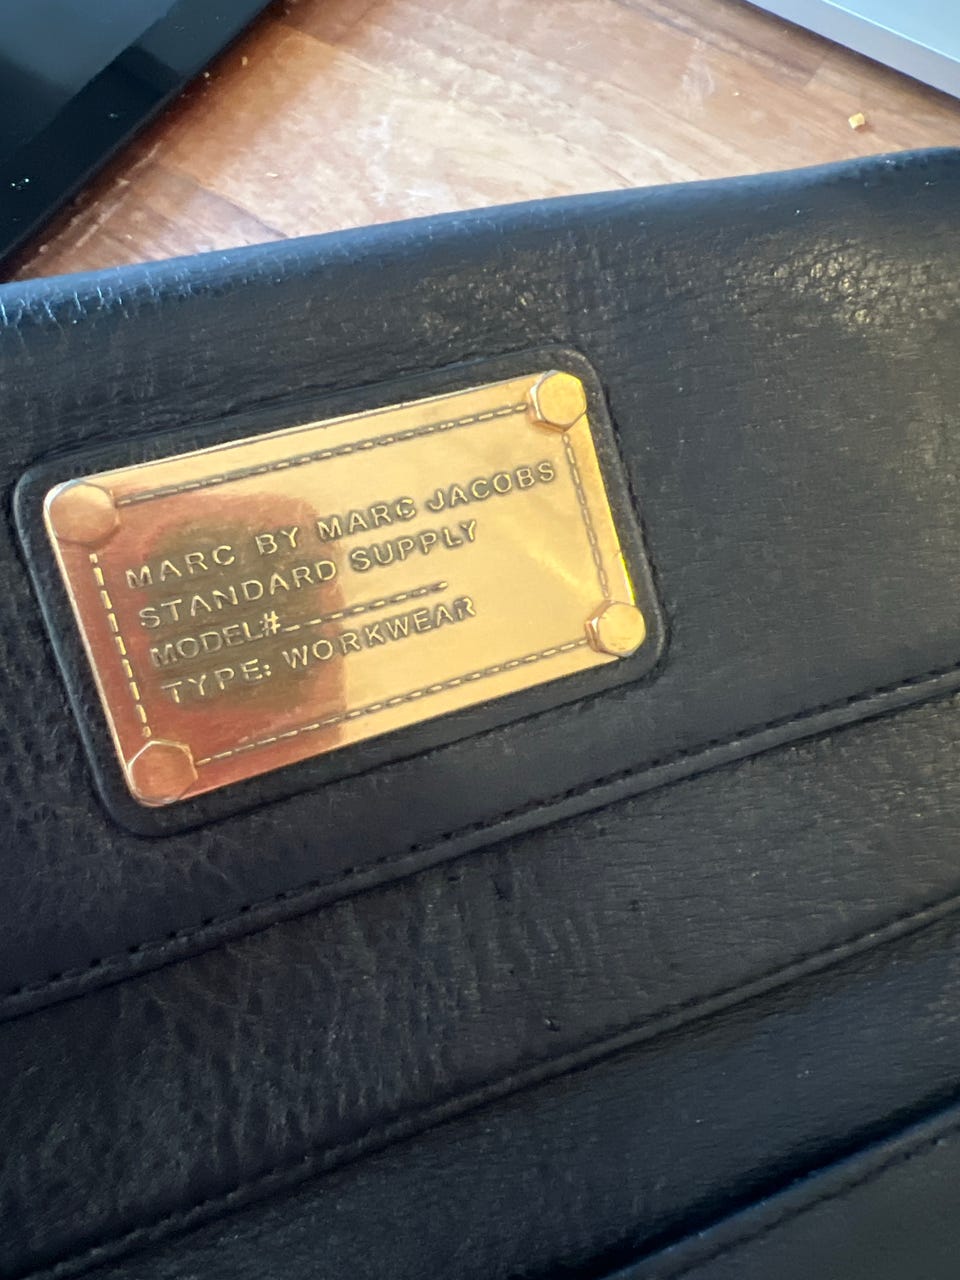 MARC BY MARC JACOBS
STANDARD SUPPLY
MODEL#_ _ _ _ _ _ _ _ _
TYPE: WORKWEAR